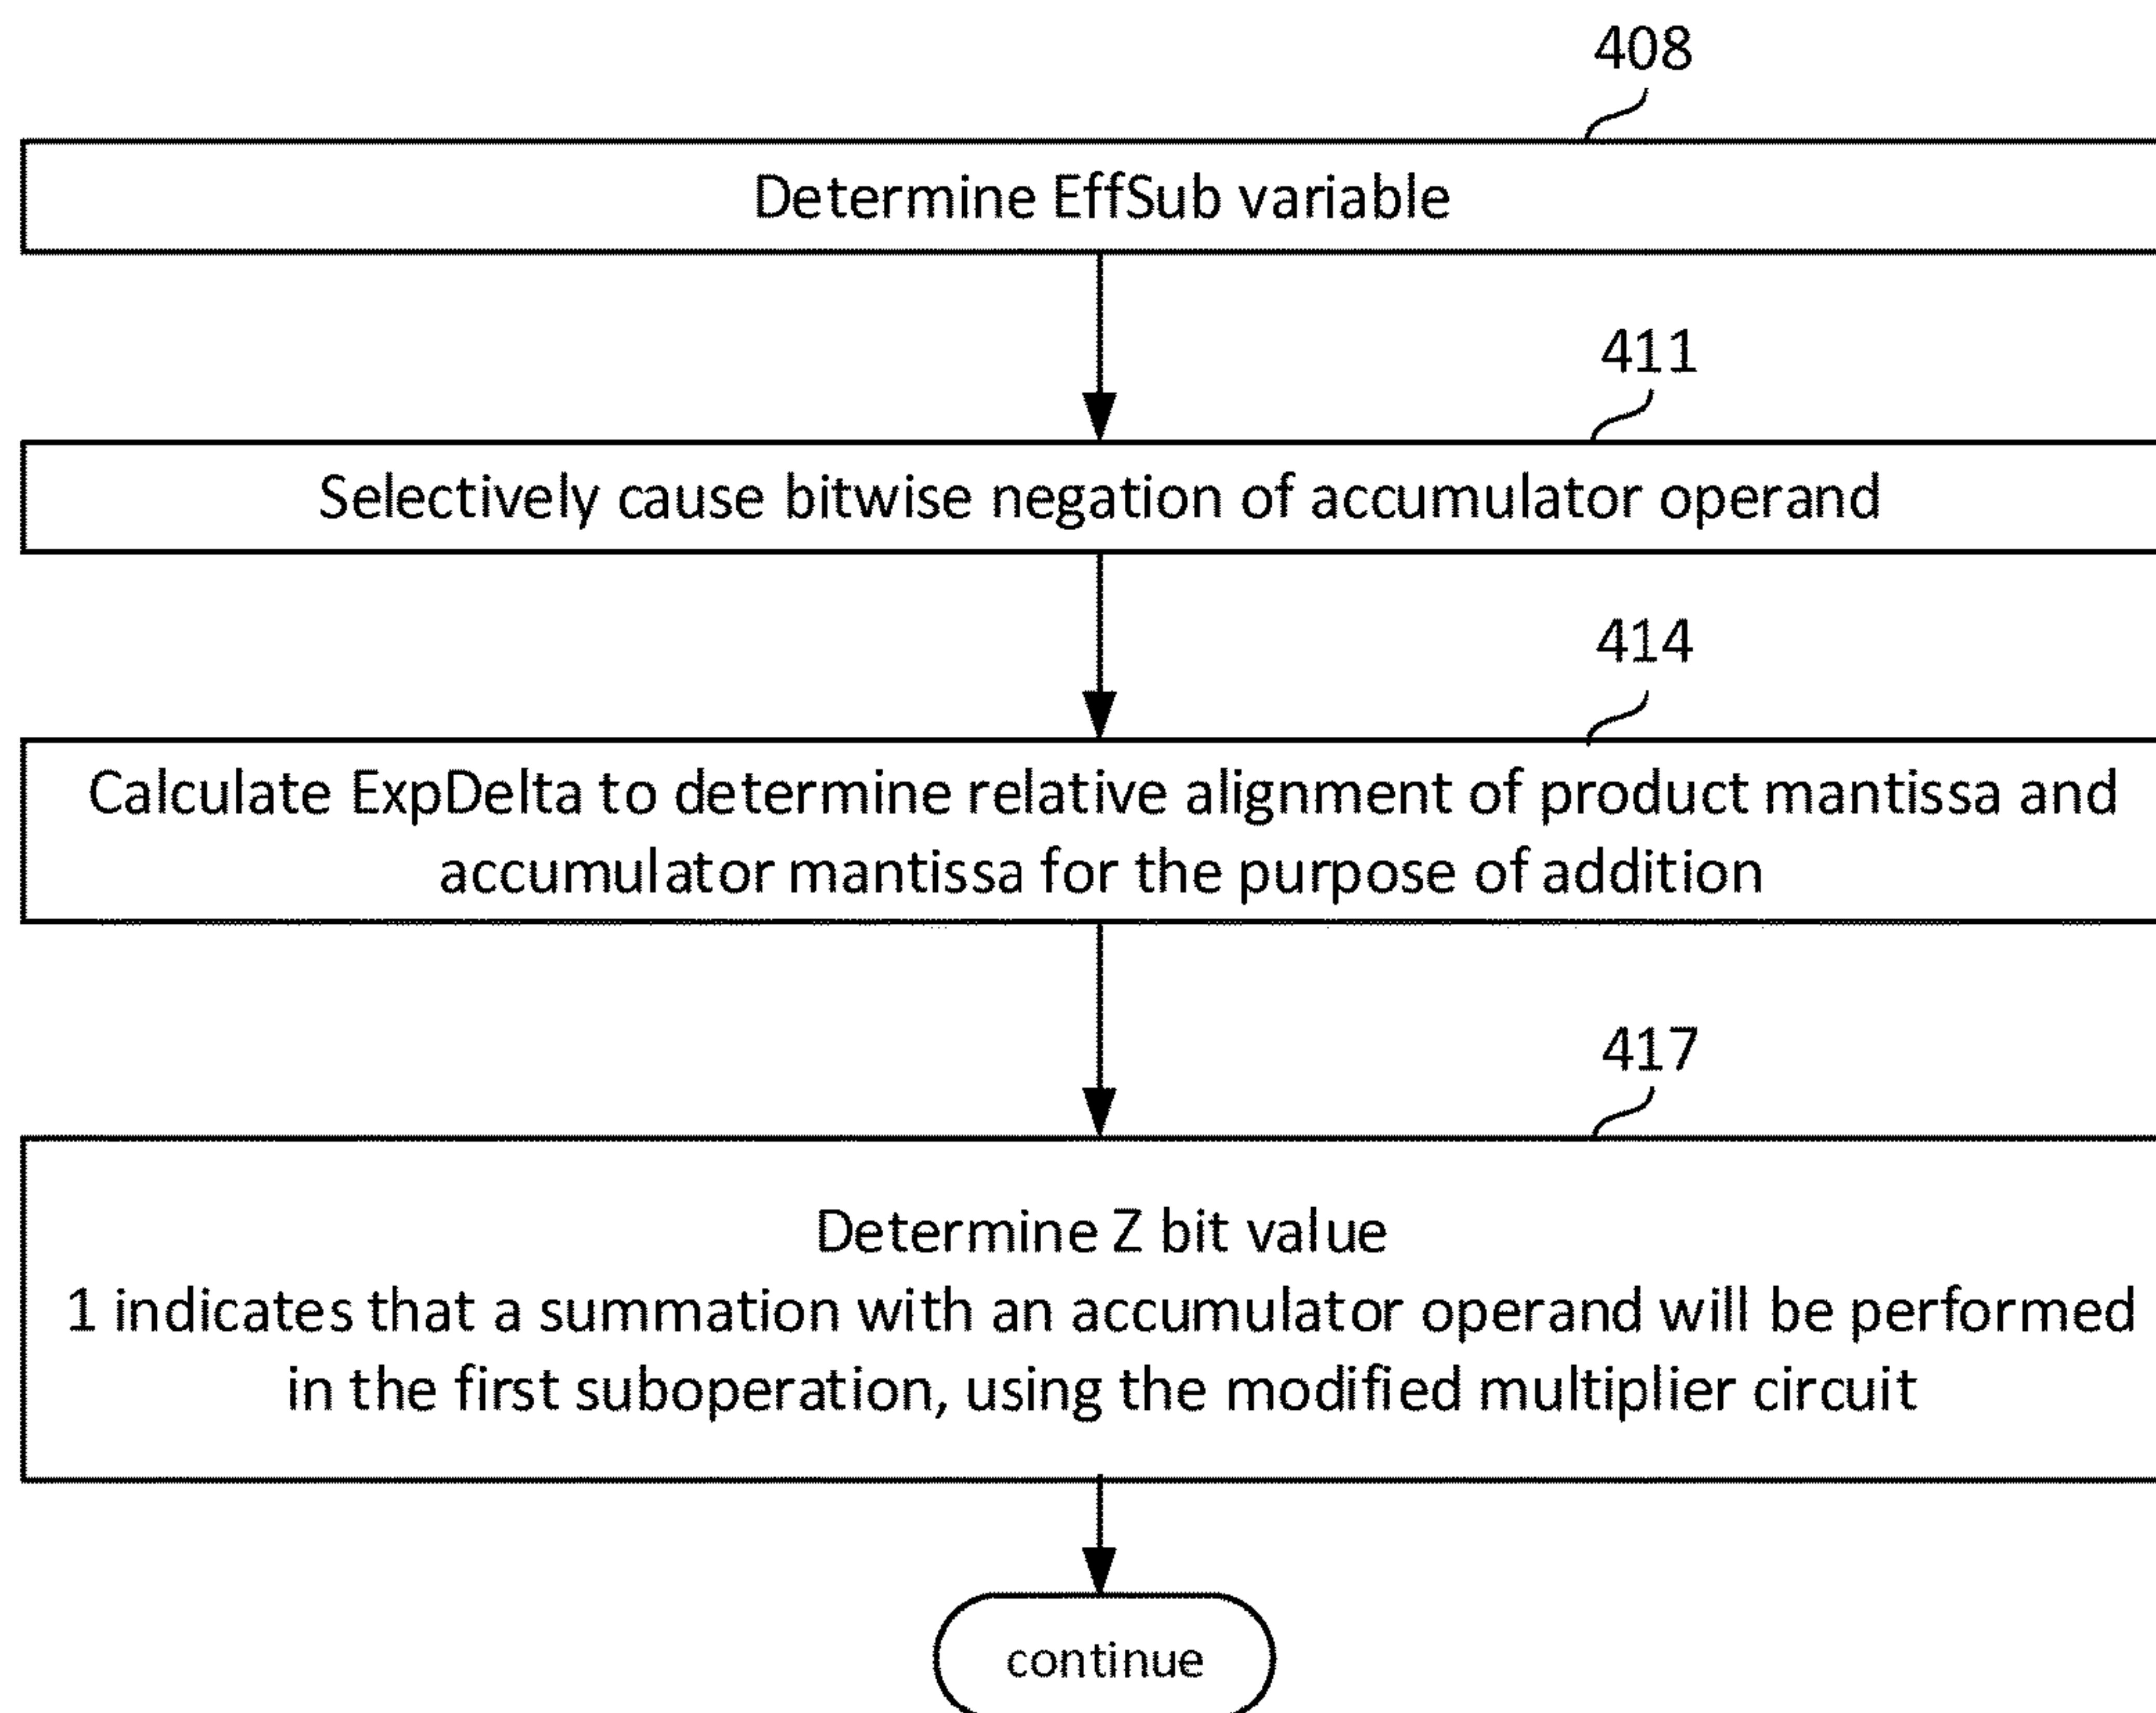 408
Determine EffSub variable
411
Selectively cause bitwise negation of accumulator operand
414
Calculate ExpDelta to determine relative alignment of product mantissa and
accumulator mantissa for the purpose of addition
417
Determine Z bit value
1 indicates that a summation with an accumulator operand will be performed
in the first suboperation, using the modified multiplier circuit
continue